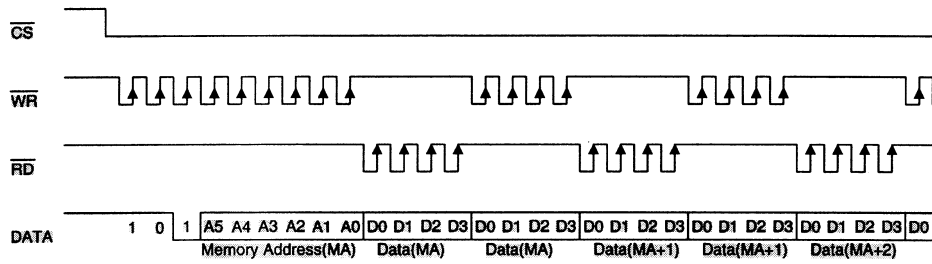 CS
WR
RD
DATA 1 0 1 A5 A4 A3 A2 A1 A0 D0 D1 D2 D3 D0 D1 D2 D3 D0 D1 D2 D3 D0 D1 D2 D3 D0 D1 D2 D3 D0
Memory Address(MA) Data(MA) Data(MA) Data(MA+1) Data(MA+1) Data(MA+2)